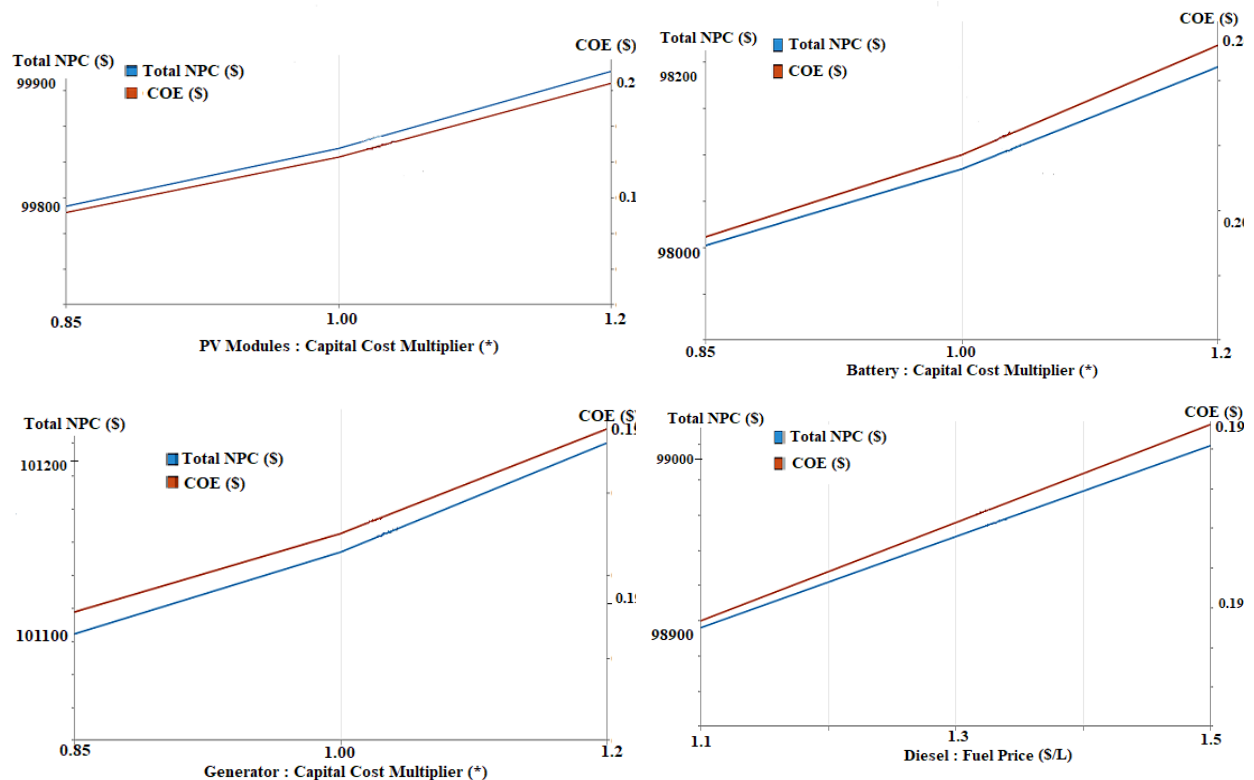 Total NPC ($)
COE ($)
Total NPC ($)
COE ($)
99900
0.2
99800
0.1
0.85
1.00
1.2
PV Modules : Capital Cost Multiplier (*)
Total NPC ($)
COE ($)
Total NPC ($)
COE ($)
98200
98000
0.85
1.00
1.2
Battery : Capital Cost Multiplier (*)
Total NPC ($)
COE ($
Total NPC ($)
COE ($)
101200
0.19
101100
0.85
1.00
1.2
Generator : Capital Cost Multiplier (*)
Total NPC ($)
COE ($)
Total NPC ($)
COE ($)
99000
0.19
98900
0.19
1.1
1.3
1.5
Diesel : Fuel Price ($/L)